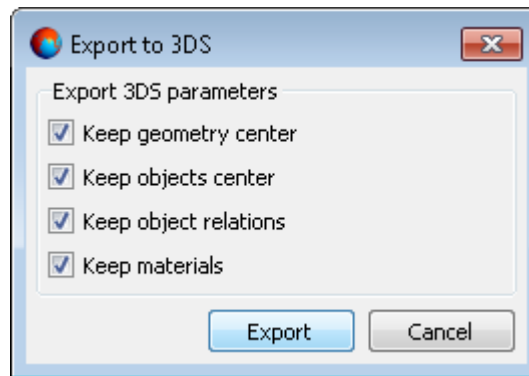 Export to 3DS
Export 3DS parameters
Keep geometry center
Keep objects center
Keep object relations
Keep materials
Export Cancel